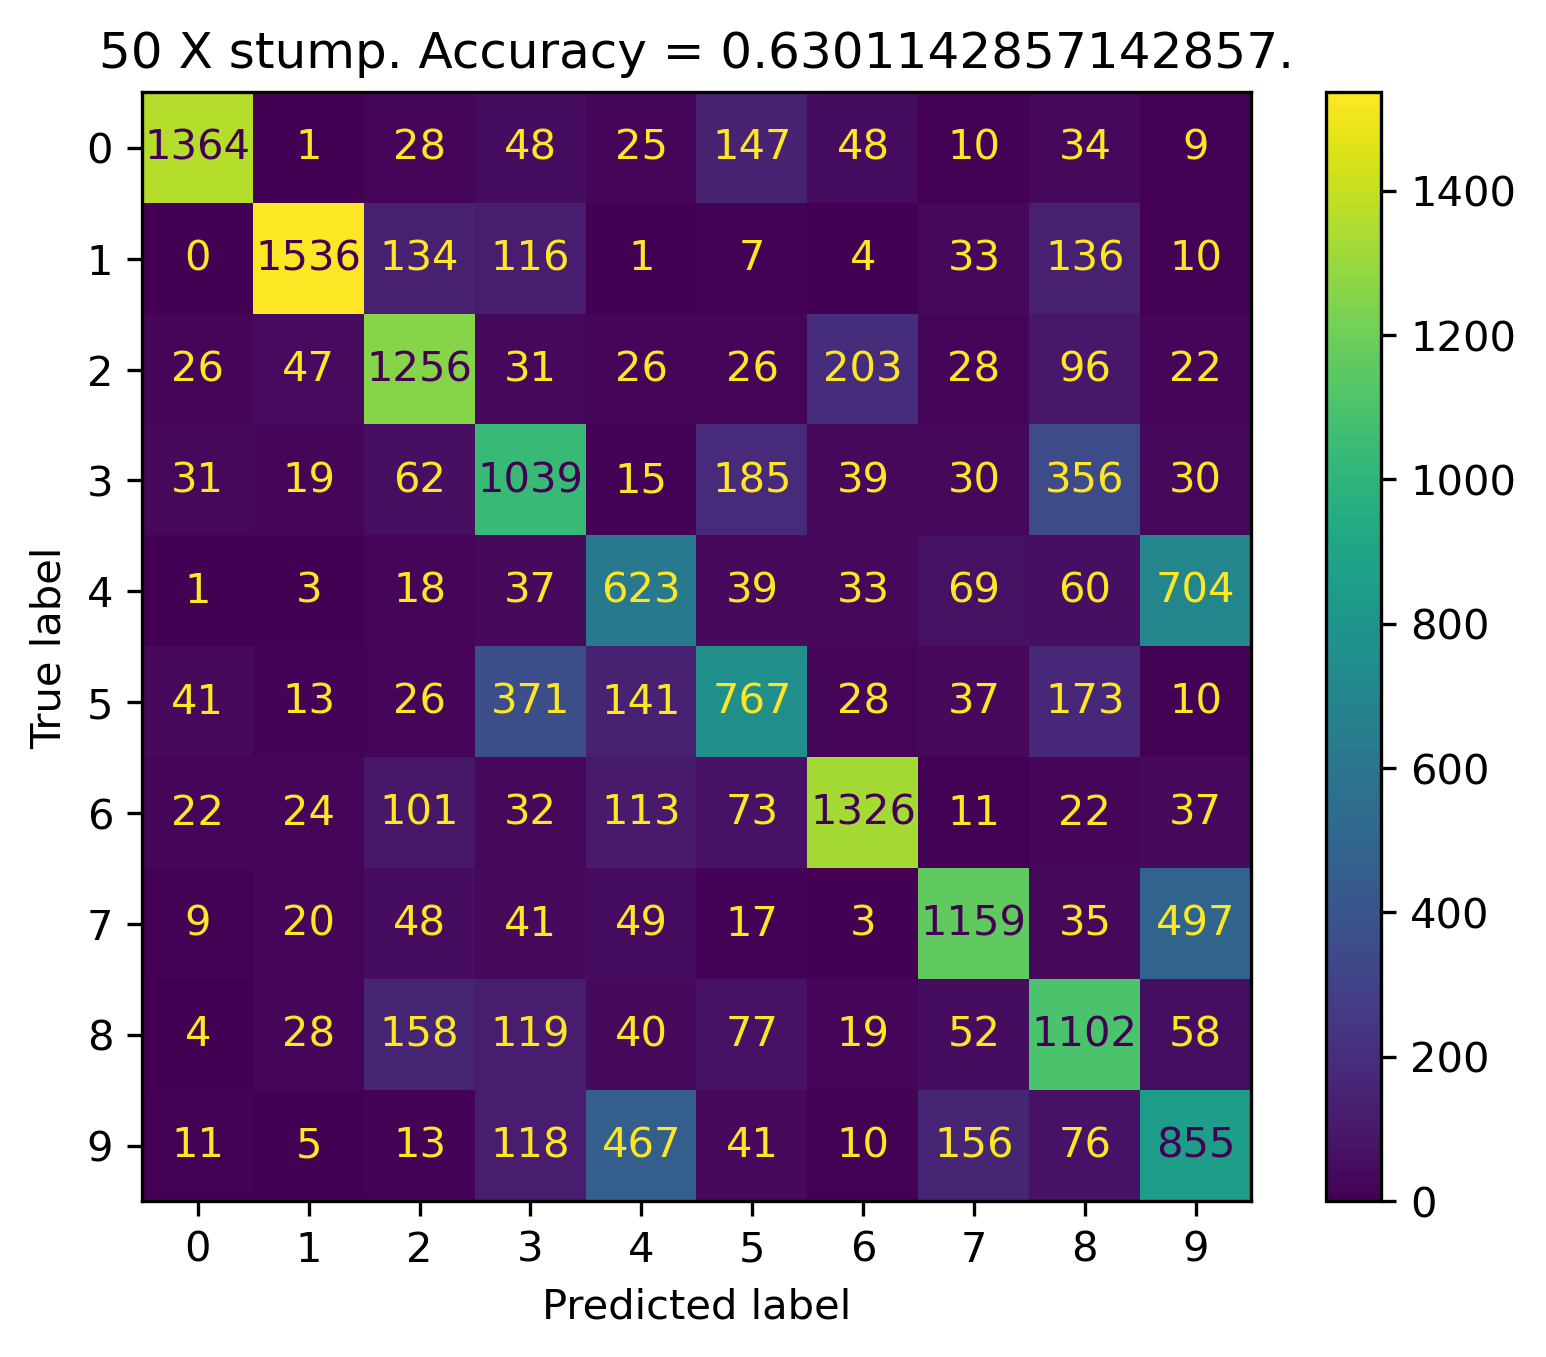 50 X stump. Accuracy = 0.6301142857142857.
0 1364 1 28 48 25 147 48 10 34 9
1 0 1536 134 116 1 7 4 33 136 10
2 26 47 1256 31 26 26 203 28 96 22
3 31 19 62 1039 15 185 39 30 356 30
4 1 3 18 37 623 39 33 69 60 704
5 41 13 26 371 141 767 28 37 173 10
6 22 24 101 32 113 73 1326 11 22 37
7 9 20 48 41 49 17 3 1159 35 497
8 4 28 158 119 40 77 19 52 1102 58
9 11 5 13 118 467 41 10 156 76 855
0 1 2 3 4 5 6 7 8 9
Predicted label
True label
1400
1200
1000
800
600
400
200
0